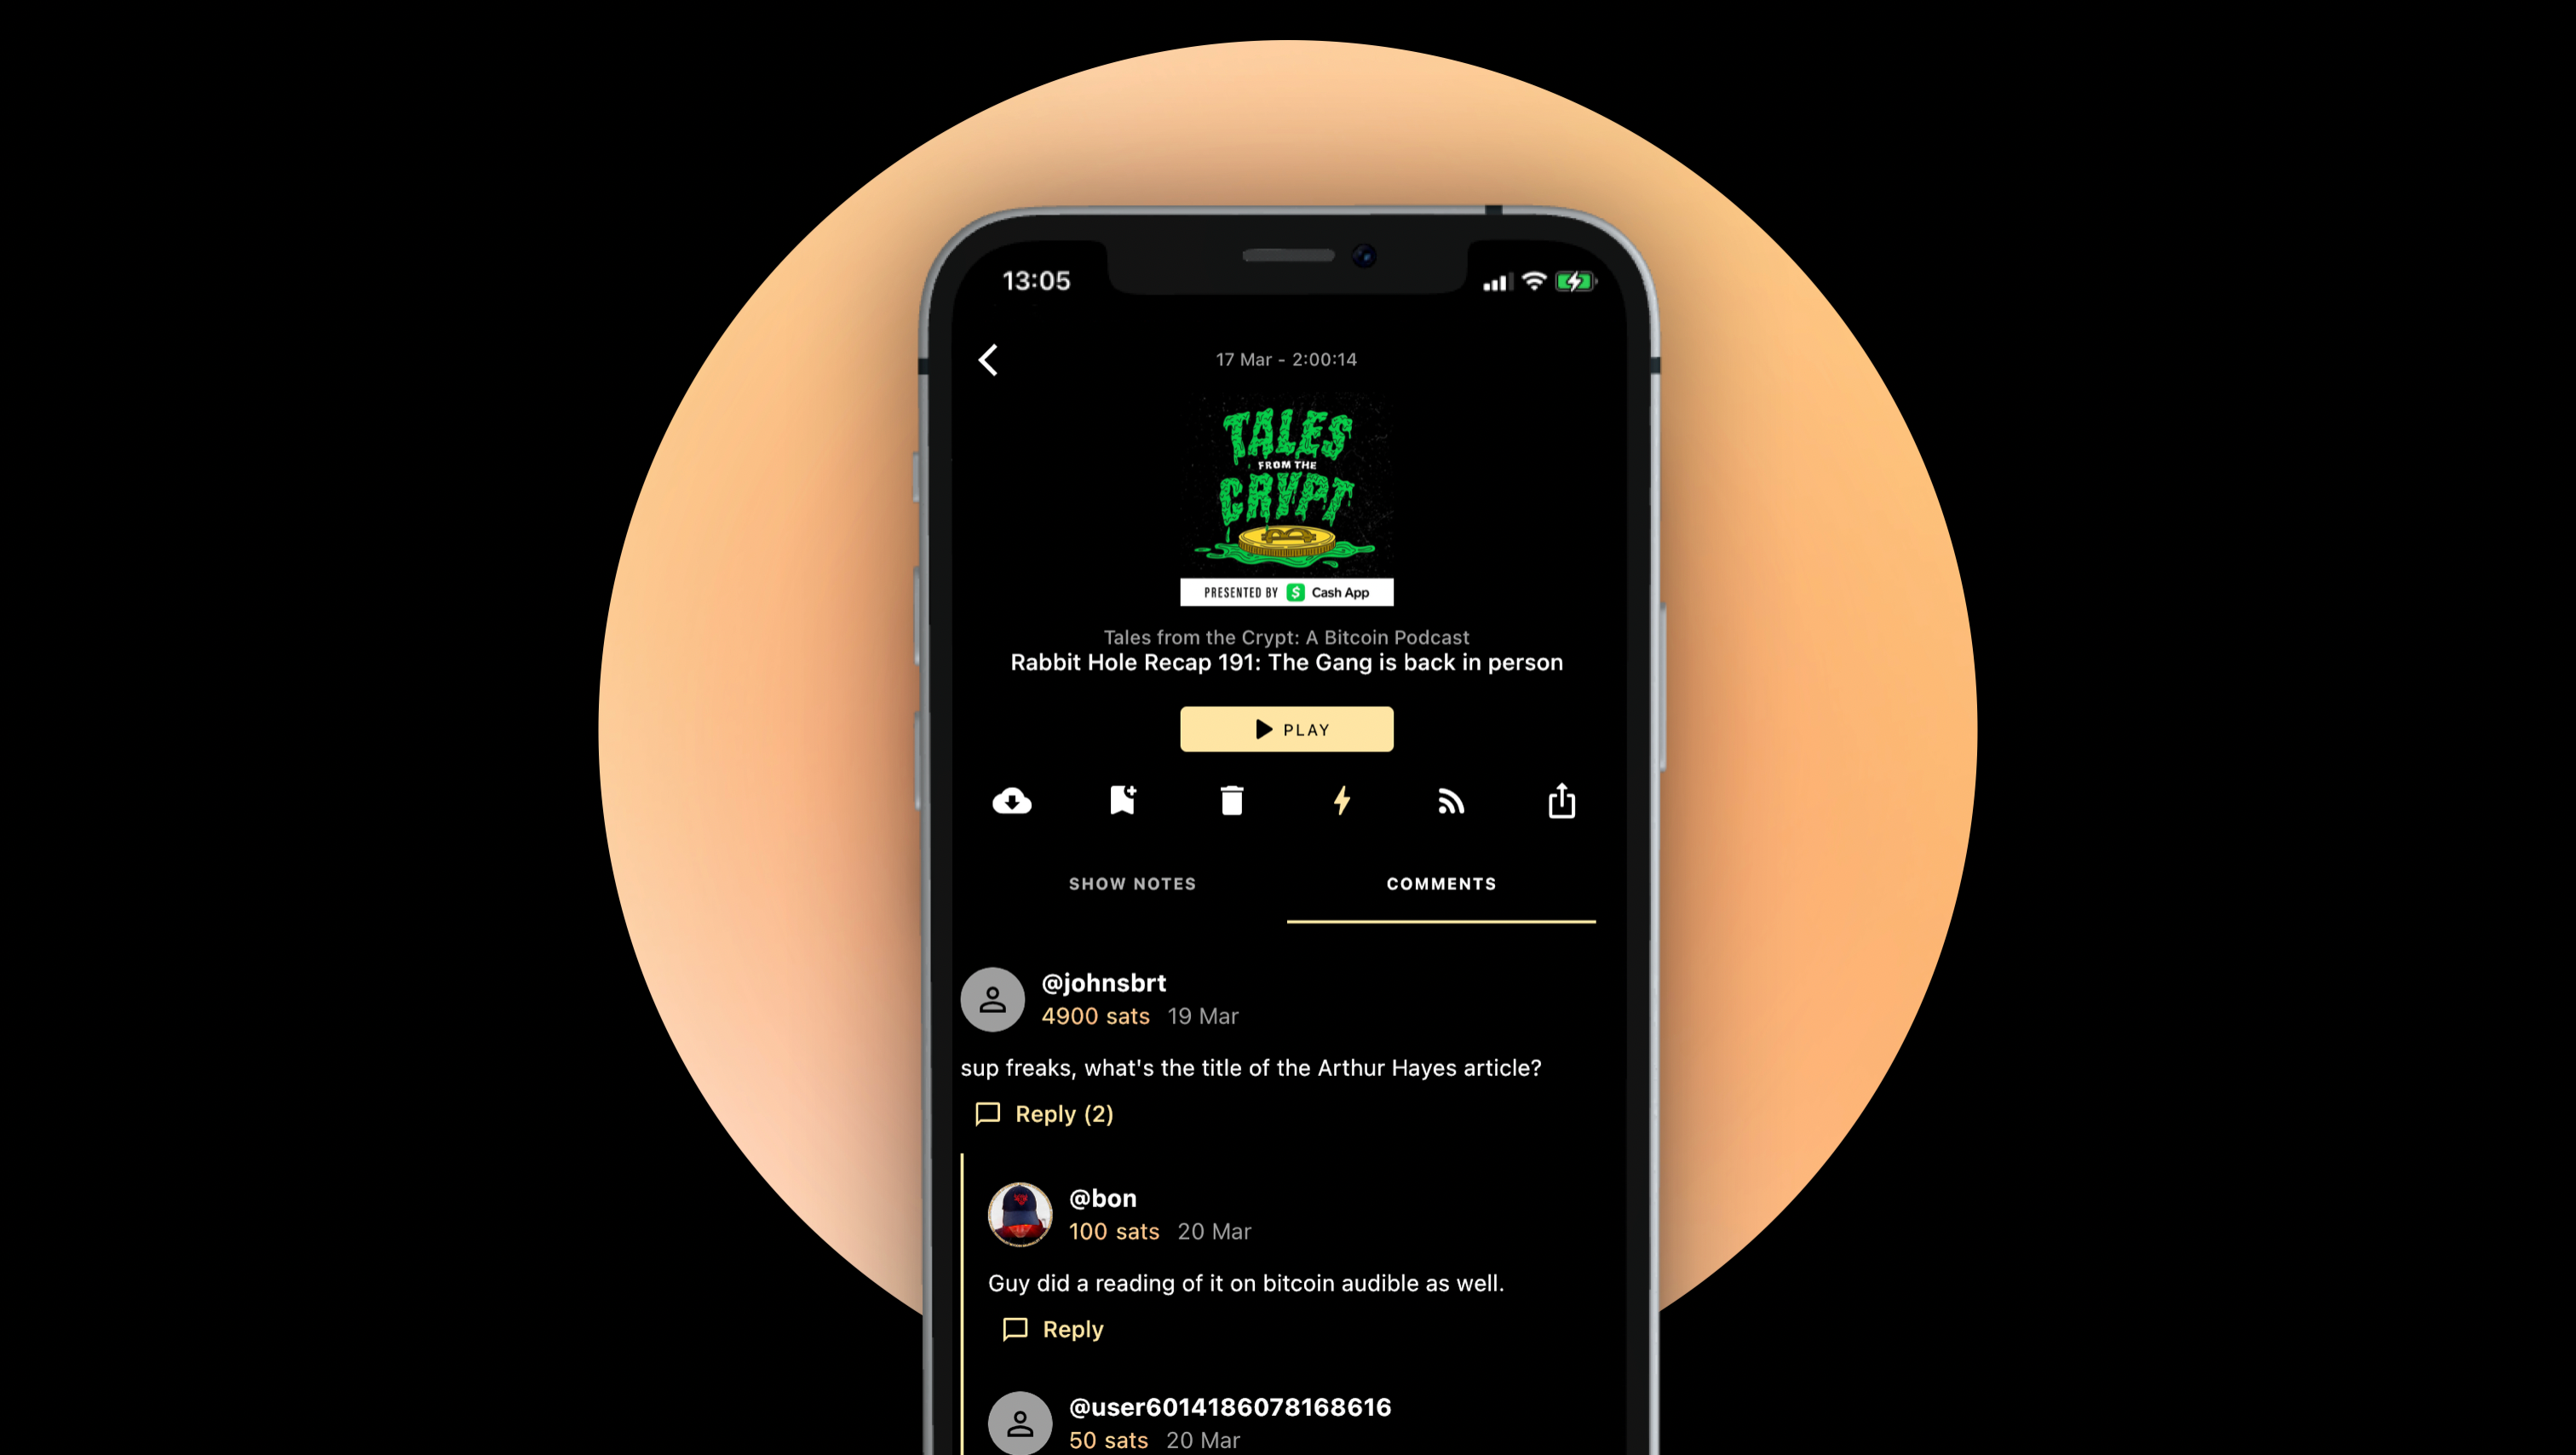 13:05
17 Mar - 2:00:14
TALES
FROM THE
CRYPT
PRESENTED BY $ Cash App
Tales from the Crypt: A Bitcoin Podcast
Rabbit Hole Recap 191: The Gang is back in person
PLAY
SHOW NOTES COMMENTS
@johnsbrt
4900 sats 19 Mar
sup freaks, what's the title of the Arthur Hayes article?
Reply (2)
@bon
100 sats 20 Mar
Guy did a reading of it on bitcoin audible as well.
Reply
@user6014186078168616
50 sats 20 Mar